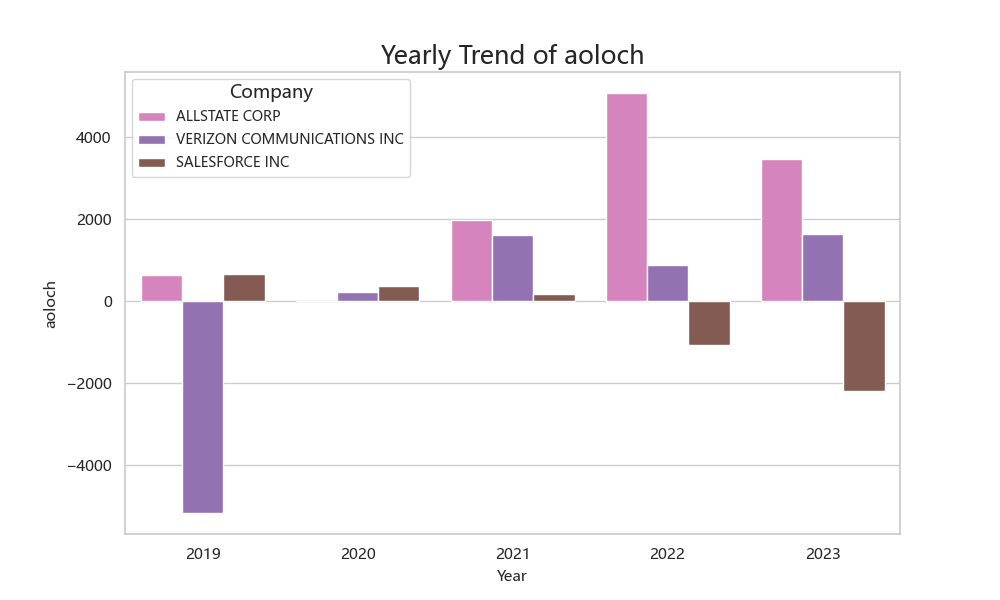 Yearly Trend of aoloch
Company
ALLSTATE CORP
VERIZON COMMUNICATIONS INC
SALESFORCE INC
4000
2000
0
−2000
−4000
aoloch
2019 2020 2021 2022 2023
Year